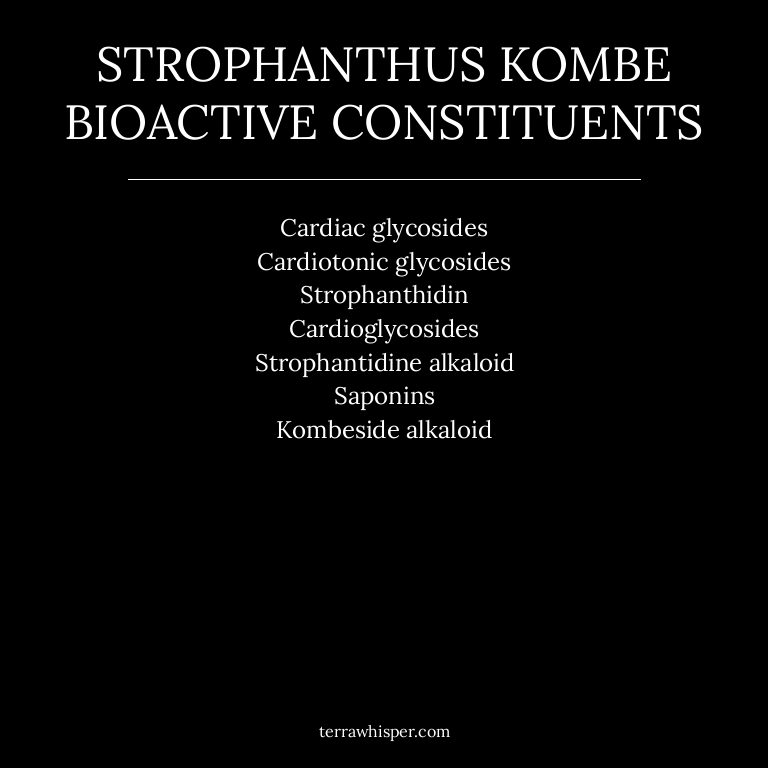 STROPHANTHUS KOMBE
BIOACTIVE CONSTITUENTS
Cardiac glycosides
Cardiotonic glycosides
Strophanthidin
Cardioglycosides
Strophantidine alkaloid
Saponins
Kombeside alkaloid
terrawhisper.com